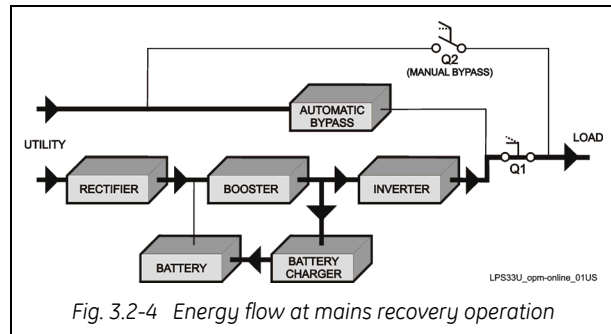 Q2
(MANUAL BYPASS)
AUTOMATIC
BYPASS
UTILITY
LOAD
Q1
RECTIFIER
BOOSTER
INVERTER
BATTERY
BATTERY
CHARGER
LPS33U_opm-online_01US
Fig. 3.2-4 Energy flow at mains recovery operation